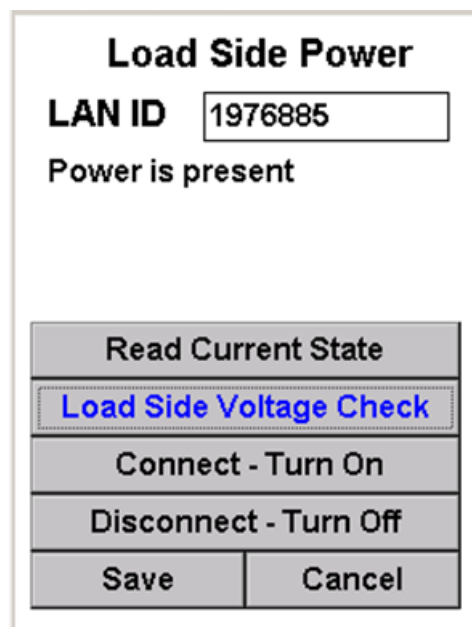 Load Side Power
LAN ID 1976885
Power is present
Read Current State
Load Side Voltage Check
Connect - Turn On
Disconnect - Turn Off
Save Cancel